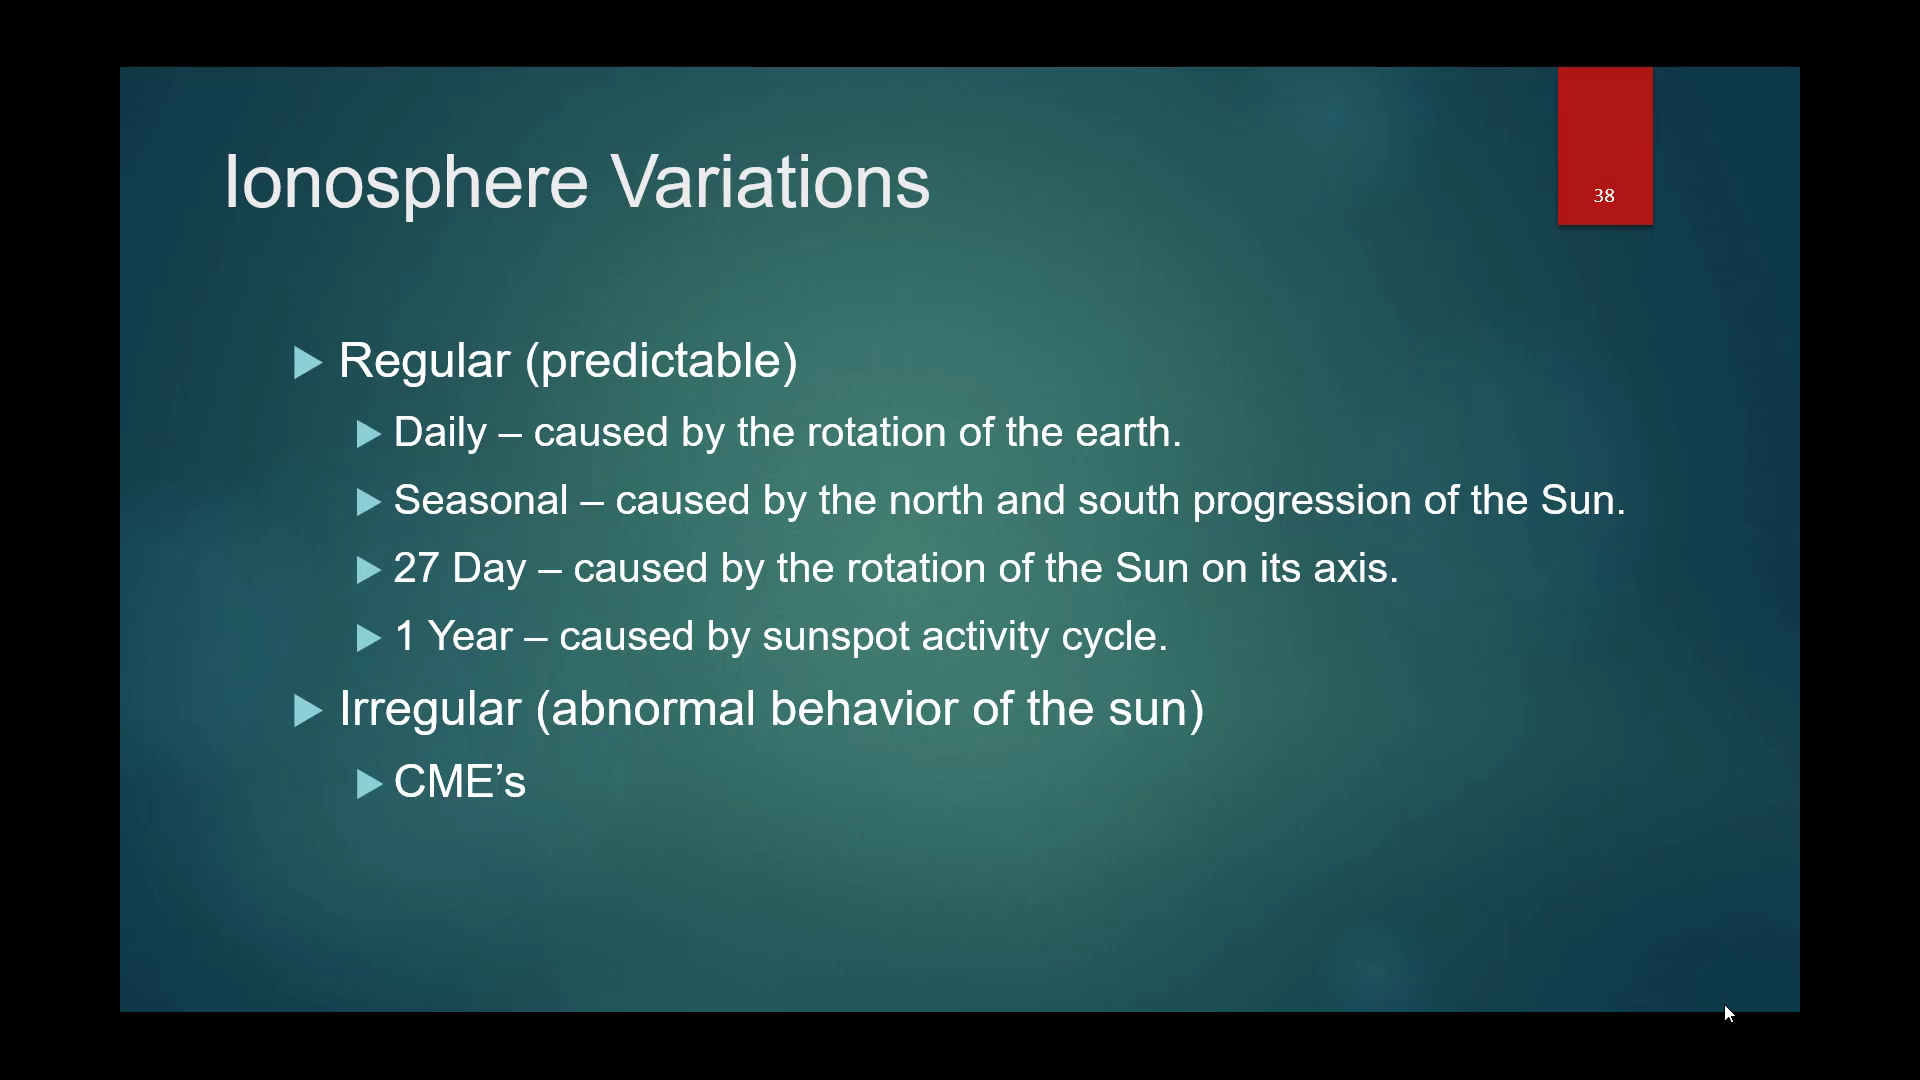 Ionosphere Variations
38
Regular (predictable)
Daily – caused by the rotation of the earth.
Seasonal – caused by the north and south progression of the Sun.
27 Day – caused by the rotation of the Sun on its axis.
1 Year – caused by sunspot activity cycle.
Irregular (abnormal behavior of the sun)
CME’s